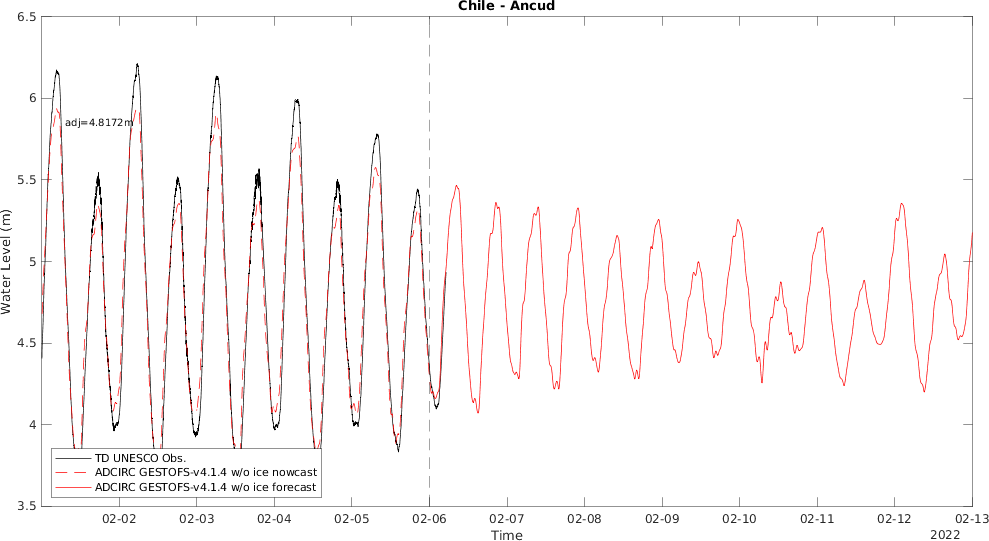 Chile - Ancud
6.5
6
5.5
5
4.5
4
3.5
Water Level (m)
adj=4.8172m
TD UNESCO Obs.
ADCIRC GESTOFS-v4.1.4 w/o ice nowcast
ADCIRC GESTOFS-v4.1.4 w/o ice forecast
02-02 02-03 02-04 02-05 02-06 02-07 02-08 02-09 02-10 02-11 02-12 02-13
Time
2022